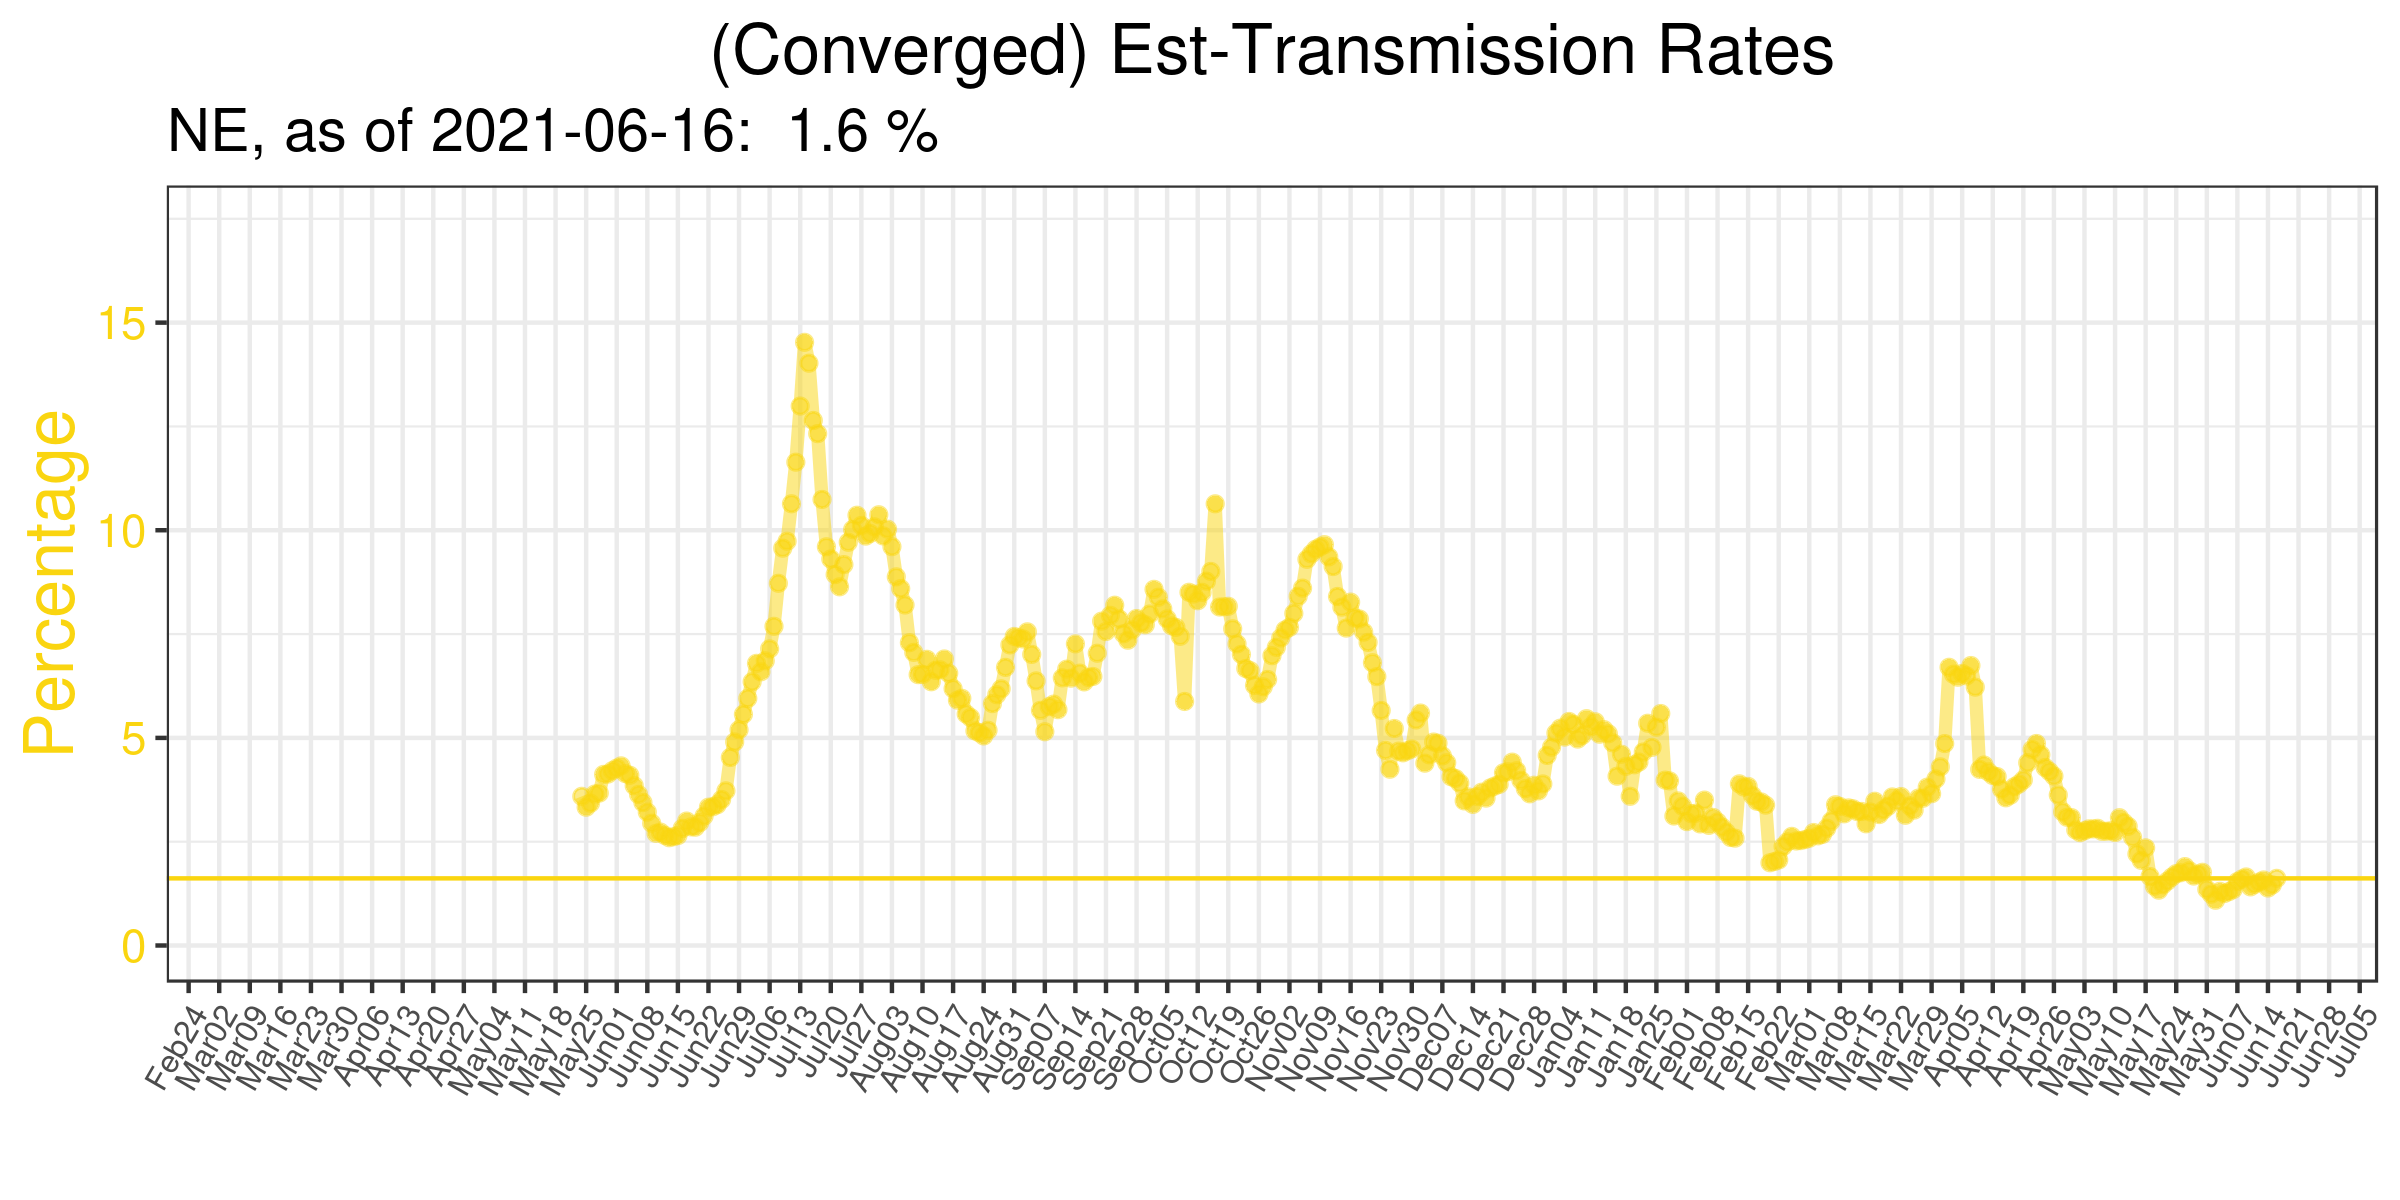 (Converged) Est-Transmission Rates
NE, as of 2021-06-16:  1.6 %
Percentage
15
10
5
0
Feb24
Mar02
Mar09
Mar16
Mar23
Mar30
Apr06
Apr13
Apr20
Apr27
May04
May11
May18
May25
Jun01
Jun08
Jun15
Jun22
Jun29
Jul06
Jul13
Jul20
Jul27
Aug03
Aug10
Aug17
Aug24
Aug31
Sep07
Sep14
Sep21
Sep28
Oct05
Oct12
Oct19
Oct26
Nov02
Nov09
Nov16
Nov23
Nov30
Dec07
Dec14
Dec21
Dec28
Jan04
Jan11
Jan18
Jan25
Feb01
Feb08
Feb15
Feb22
Mar01
Mar08
Mar15
Mar22
Mar29
Apr05
Apr12
Apr19
Apr26
May03
May10
May17
May24
May31
Jun07
Jun14
Jun21
Jun28
Jul05